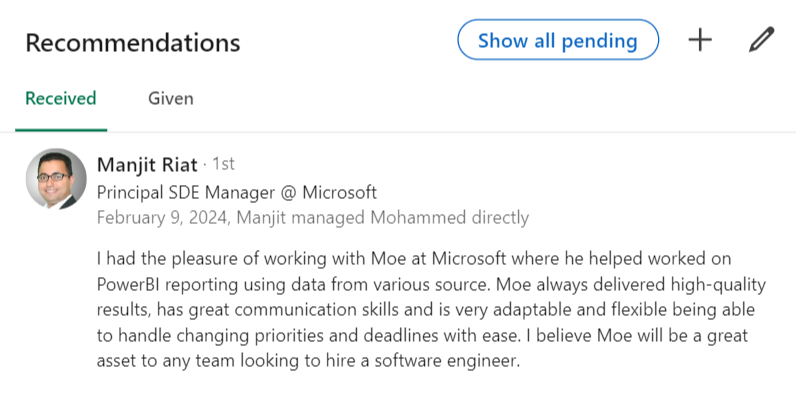 Recommendations
Show all pending
Received
Given
Manjit Riat · 1st
Principal SDE Manager @ Microsoft
February 9, 2024, Manjit managed Mohammed directly
I had the pleasure of working with Moe at Microsoft where he helped worked on
PowerBI reporting using data from various source. Moe always delivered high-quality
results, has great communication skills and is very adaptable and flexible being able
to handle changing priorities and deadlines with ease. I believe Moe will be a great
asset to any team looking to hire a software engineer.